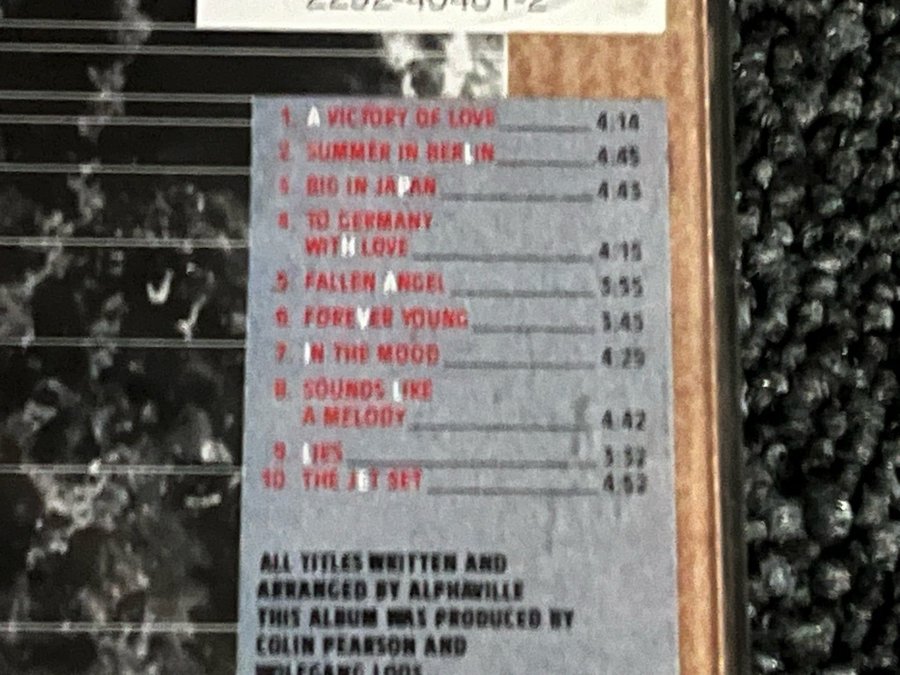 1. A VICTORY OF LOVE 4:14
2. SUMMER IN BERLIN 4:45
3. BIG IN JAPAN 4:45
4. TO GERMANY
WITH LOVE 4:15
5. FALLEN ANGEL 3:55
6. FOREVER YOUNG 3:45
7. IN THE MOOD 4:29
8. SOUNDS LIKE
A MELODY 4:42
9. LIES 3:32
10. THE JET SET 4:52
ALL TITLES WRITTEN AND
ARRANGED BY ALPHAVILLE
THIS ALBUM WAS PRODUCED BY
COLIN PEARSON AND
WOLFGANG LOOS